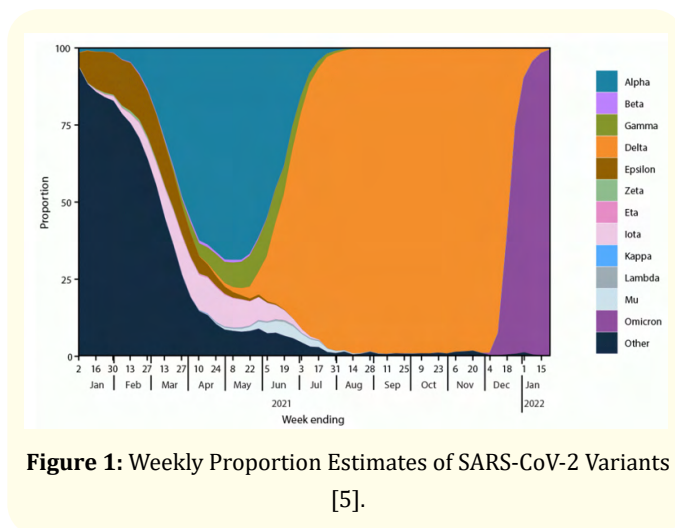 100
75
50
25
0
Proportion
2 16 30 13 27 13 27 10 24 8 22 5 19 3 17 31 14 28 11 25 9 23 6 20 4 18 1 15
Jan Feb Mar Apr May Jun Jul Aug Sep Oct Nov Dec Jan
2021 2022
Week ending
Alpha
Beta
Gamma
Delta
Epsilon
Zeta
Eta
Iota
Kappa
Lambda
Mu
Omicron
Other
Figure 1: Weekly Proportion Estimates of SARS-CoV-2 Variants
[5].